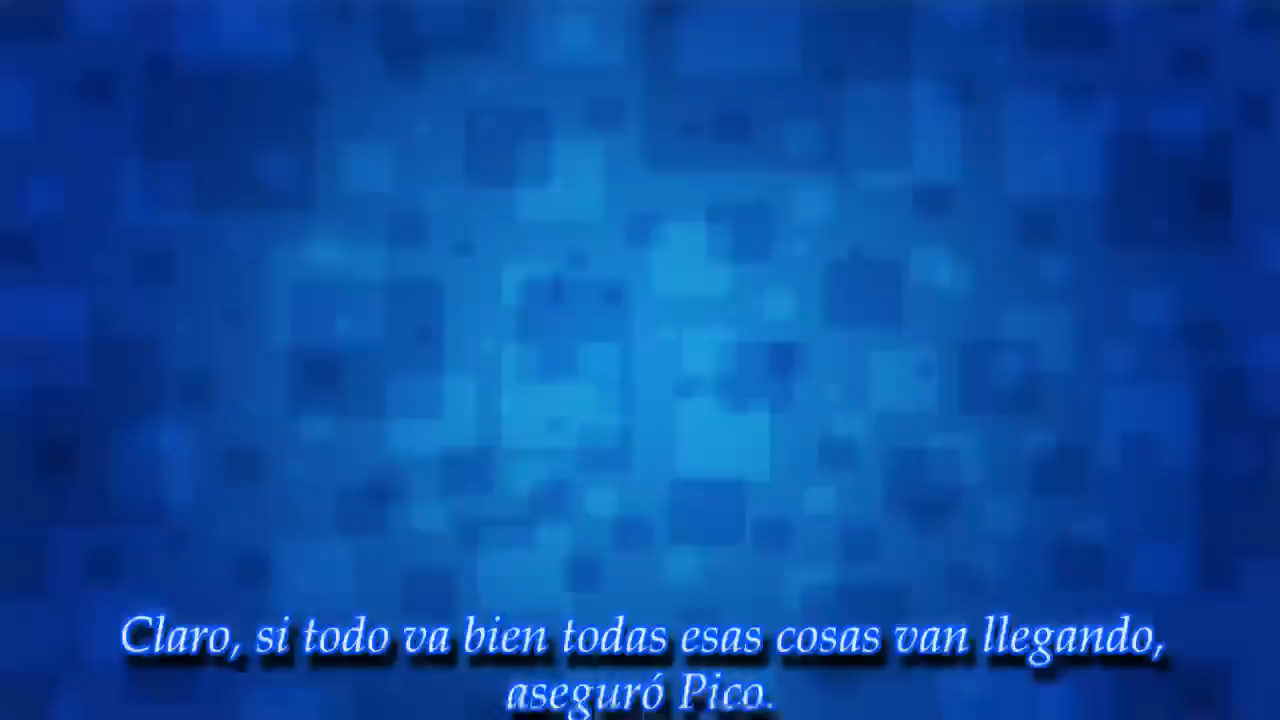 Claro, si todo va bien todas esas cosas van llegando,
aseguró Pico.